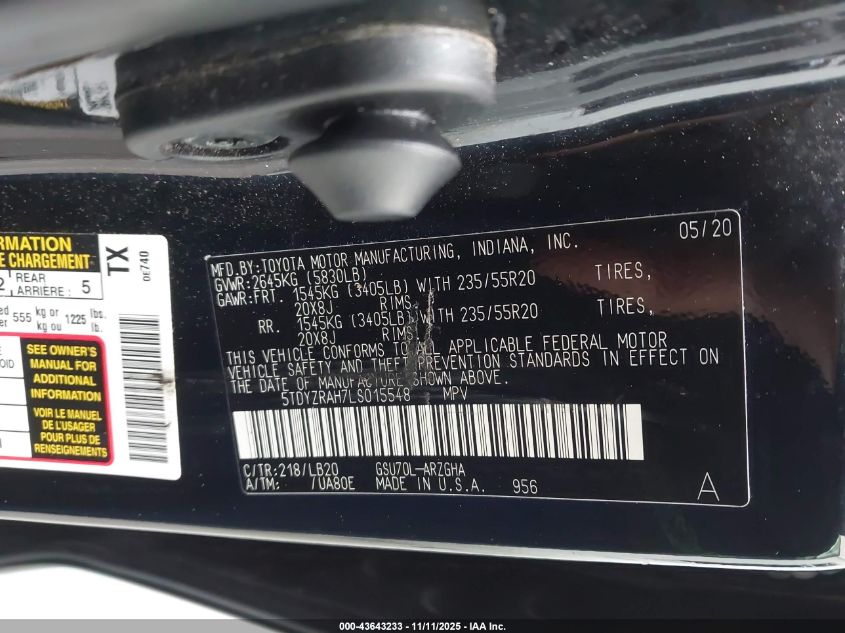 RMATION
E CHARGEMENT
2 REAR ARRIÈRE : 5
555 kg or kg ou 1225 lbs. lb.
SEE OWNER'S
MANUAL FOR
ADDITIONAL
INFORMATION
VOIR LE MANUEL
DE L'USAGER
POUR PLUS DE
RENSEIGNEMENTS
TX
0E740
MFD.BY:TOYOTA MOTOR MANUFACTURING, INDIANA, INC. 05/20
GVWR:2645KG (5830LB)
GAWR:FRT. 1545KG (3405LB) WITH 235/55R20 TIRES,
20X8J RIMS.
RR. 1545KG (3405LB) WITH 235/55R20 TIRES,
20X8J RIMS
THIS VEHICLE CONFORMS TO ALL APPLICABLE FEDERAL MOTOR
VEHICLE SAFETY AND THEFT PREVENTION STANDARDS IN EFFECT ON
THE DATE OF MANUFACTURE SHOWN ABOVE.
5TDYZRAH7LS015548 MPV
C/TR:218/LB20 GSU70L-ARZGHA
A/TM: /UA80E MADE IN U.S.A. 956
A
000-43643233 - 11/11/2025 - IAA Inc.